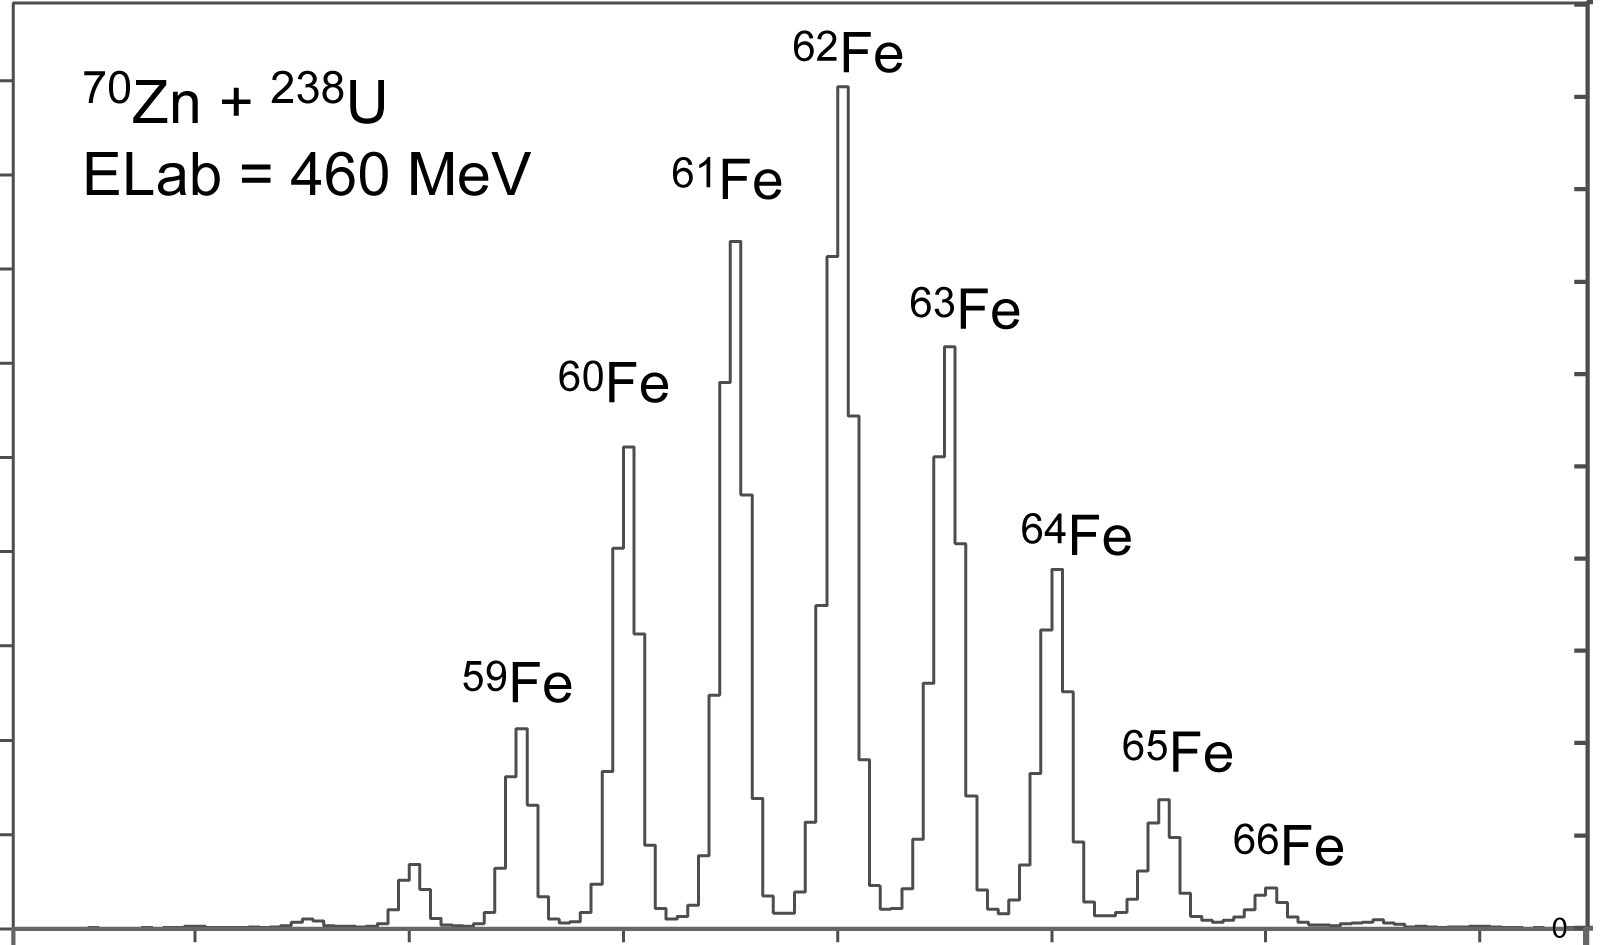 ⁷⁰Zn + ²³⁸U
ELab = 460 MeV
⁶²Fe
⁶¹Fe
⁶³Fe
⁶⁰Fe
⁶⁴Fe
⁵⁹Fe
⁶⁵Fe
⁶⁶Fe
0